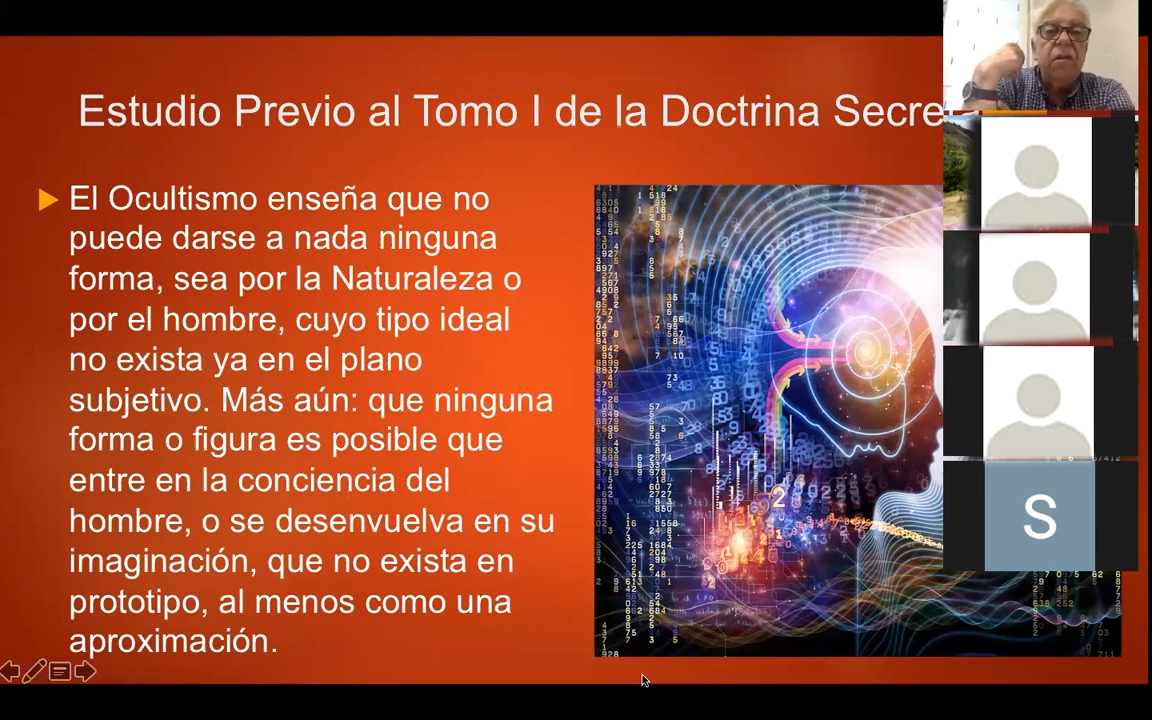 Estudio Previo al Tomo I de la Doctrina Secre
El Ocultismo enseña que no
puede darse a nada ninguna
forma, sea por la Naturaleza o
por el hombre, cuyo tipo ideal
no exista ya en el plano
subjetivo. Más aún: que ninguna
forma o figura es posible que
entre en la conciencia del
hombre, o se desenvuelva en su
imaginación, que no exista en
prototipo, al menos como una
aproximación.
S